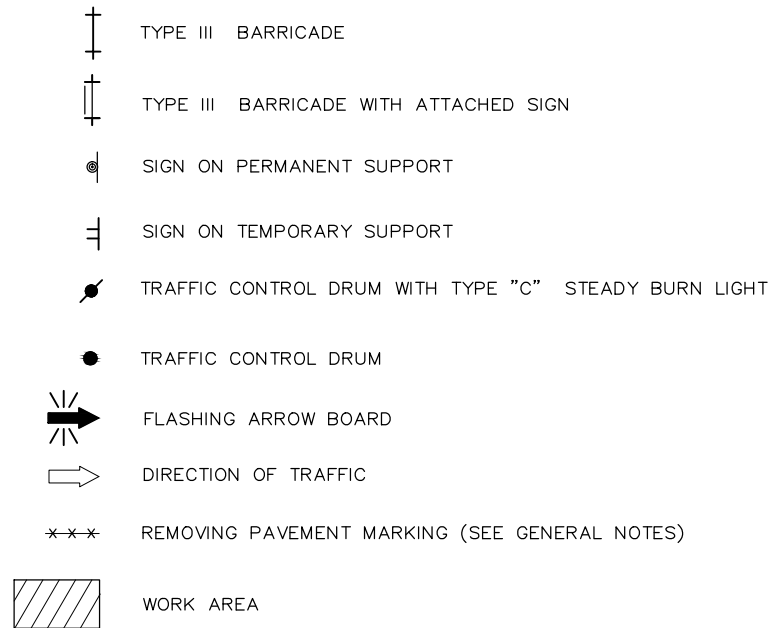 TYPE III BARRICADE
TYPE III BARRICADE WITH ATTACHED SIGN
SIGN ON PERMANENT SUPPORT
SIGN ON TEMPORARY SUPPORT
TRAFFIC CONTROL DRUM WITH TYPE "C" STEADY BURN LIGHT
TRAFFIC CONTROL DRUM
FLASHING ARROW BOARD
DIRECTION OF TRAFFIC
REMOVING PAVEMENT MARKING (SEE GENERAL NOTES)
WORK AREA